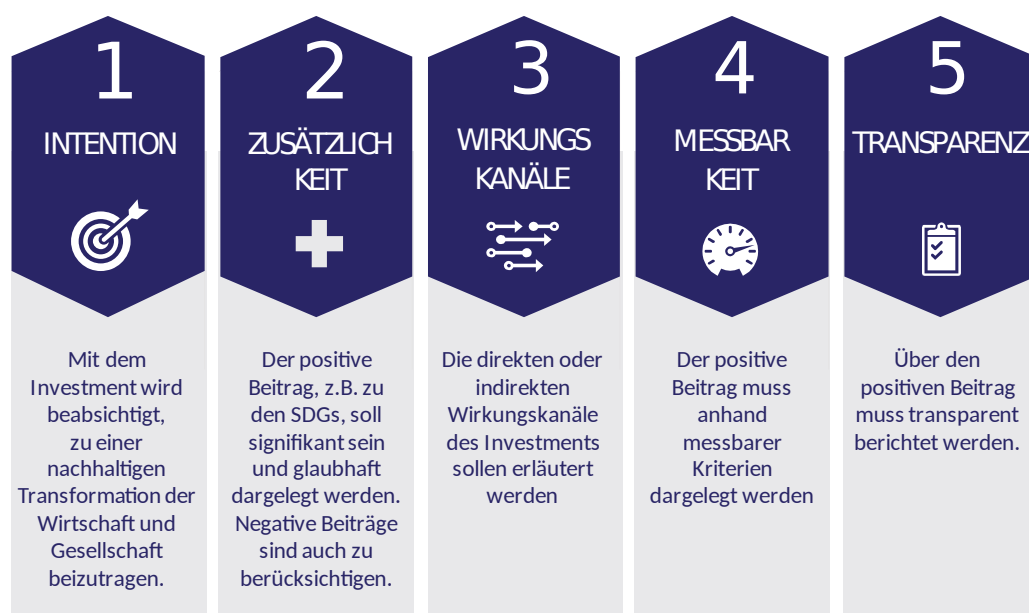 1
INTENTION
Mit dem
Investment wird
beabsichtigt,
zu einer
nachhaltigen
Transformation der
Wirtschaft und
Gesellschaft
beizutragen.
2
ZUSÄTZLICH
KEIT
Der positive
Beitrag, z.B. zu
den SDGs, soll
signifikant sein
und glaubhaft
dargelegt werden.
Negative Beiträge
sind auch zu
berücksichtigen.
3
WIRKUNGS
KANÄLE
Die direkten oder
indirekten
Wirkungskanäle
des Investments
sollen erläutert
werden
4
MESSBAR
KEIT
Der positive
Beitrag muss
anhand
messbarer
Kriterien
dargelegt werden
5
TRANSPARENZ
Über den
positiven Beitrag
muss transparent
berichtet werden.